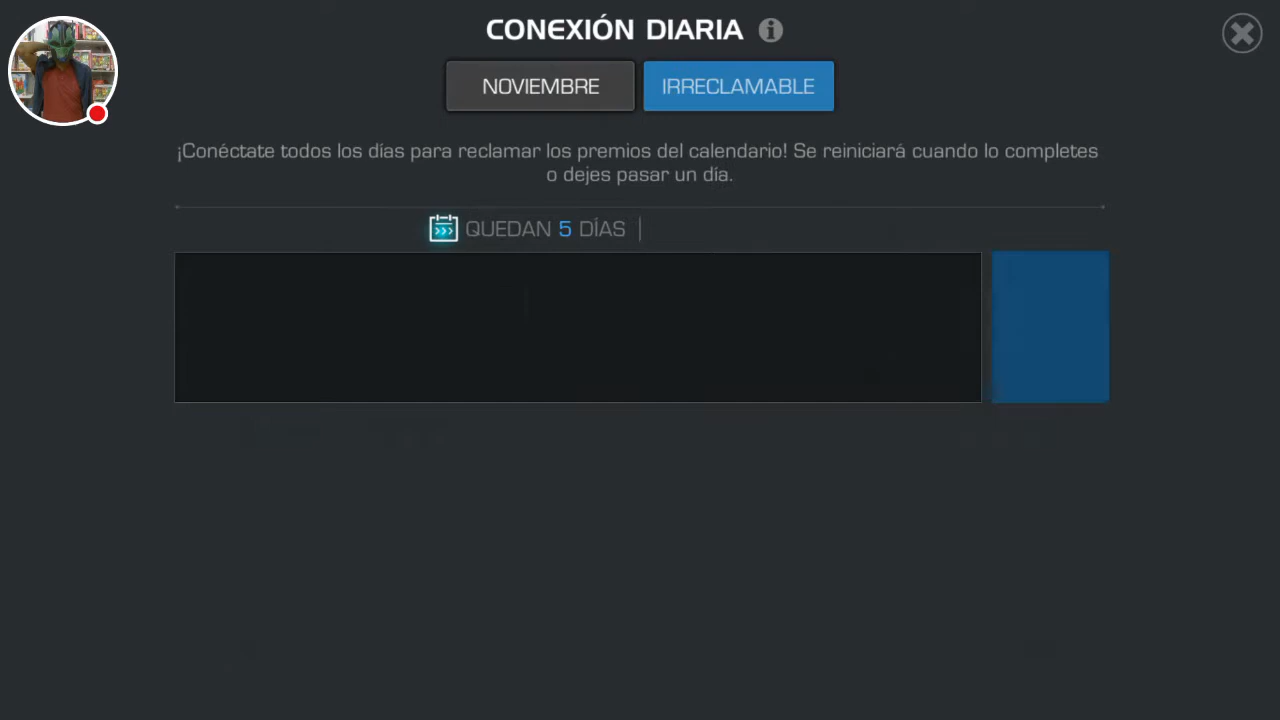 CONEXIÓN DIARIA
NOVIEMBRE
IRRECLAMABLE
¡Conéctate todos los días para reclamar los premios del calendario! Se reiniciará cuando lo completes
o dejes pasar un día.
QUEDAN 5 DÍAS